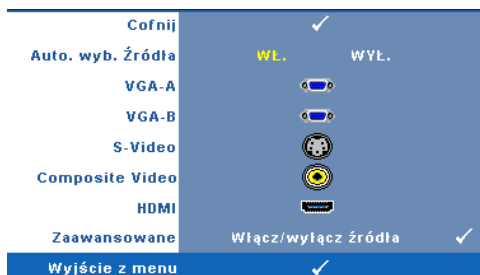 Cofnij
Auto. wyb. Źródła WŁ. WYŁ.
VGA-A
VGA-B
S-Video
Composite Video
HDMI
Zaawansowane Włącz/wyłącz źródła
Wyjście z menu